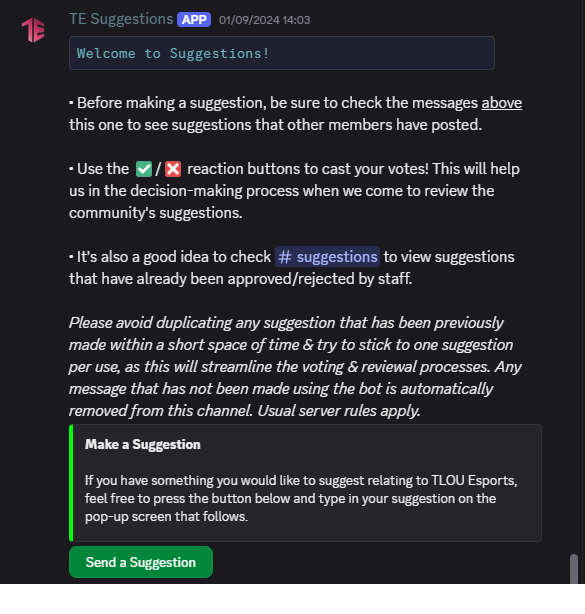 TE
TE Suggestions APP 01/09/2024 14:03
Welcome to Suggestions!
• Before making a suggestion, be sure to check the messages above
this one to see suggestions that other members have posted.
• Use the ✅/❌ reaction buttons to cast your votes! This will help
us in the decision-making process when we come to review the
community's suggestions.
• It's also a good idea to check # suggestions to view suggestions
that have already been approved/rejected by staff.
Please avoid duplicating any suggestion that has been previously
made within a short space of time & try to stick to one suggestion
per use, as this will streamline the voting & reviewal processes. Any
message that has not been made using the bot is automatically
removed from this channel. Usual server rules apply.
Make a Suggestion
If you have something you would like to suggest relating to TLOU Esports,
feel free to press the button below and type in your suggestion on the
pop-up screen that follows.
Send a Suggestion